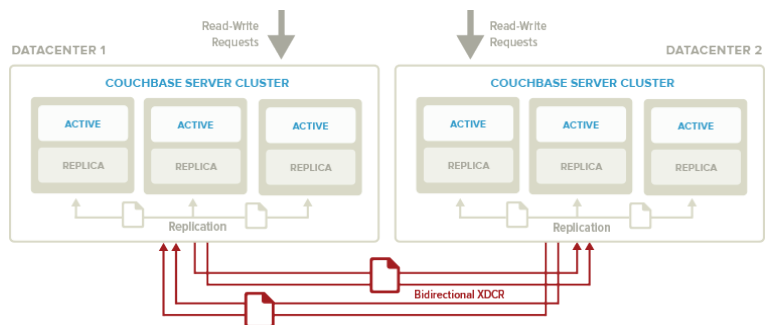 Read-Write
Requests
Read-Write
Requests
DATACENTER 1
DATACENTER 2
COUCHBASE SERVER CLUSTER
COUCHBASE SERVER CLUSTER
ACTIVE
ACTIVE
ACTIVE
ACTIVE
ACTIVE
ACTIVE
REPLICA
REPLICA
REPLICA
REPLICA
REPLICA
REPLICA
Replication
Replication
Bidirectional XDCR